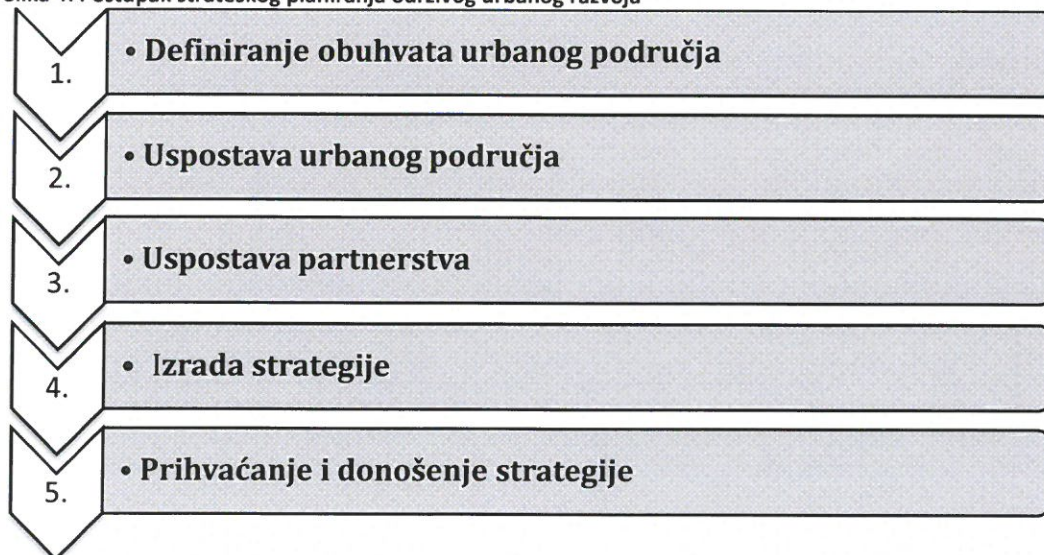 1.
• Definiranje obuhvata urbanog područja
2.
• Uspostava urbanog područja
3.
• Uspostava partnerstva
4.
• Izrada strategije
5.
• Prihvaćanje i donošenje strategije